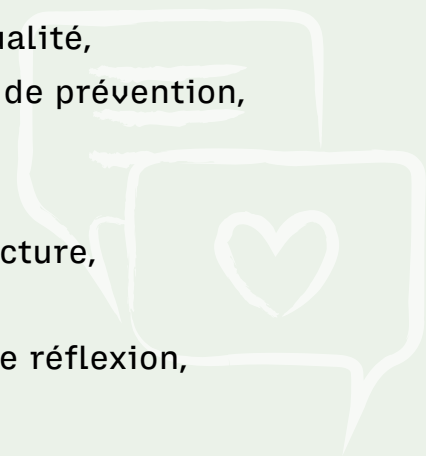 ualité,
de prévention,
cture,
e réflexion,